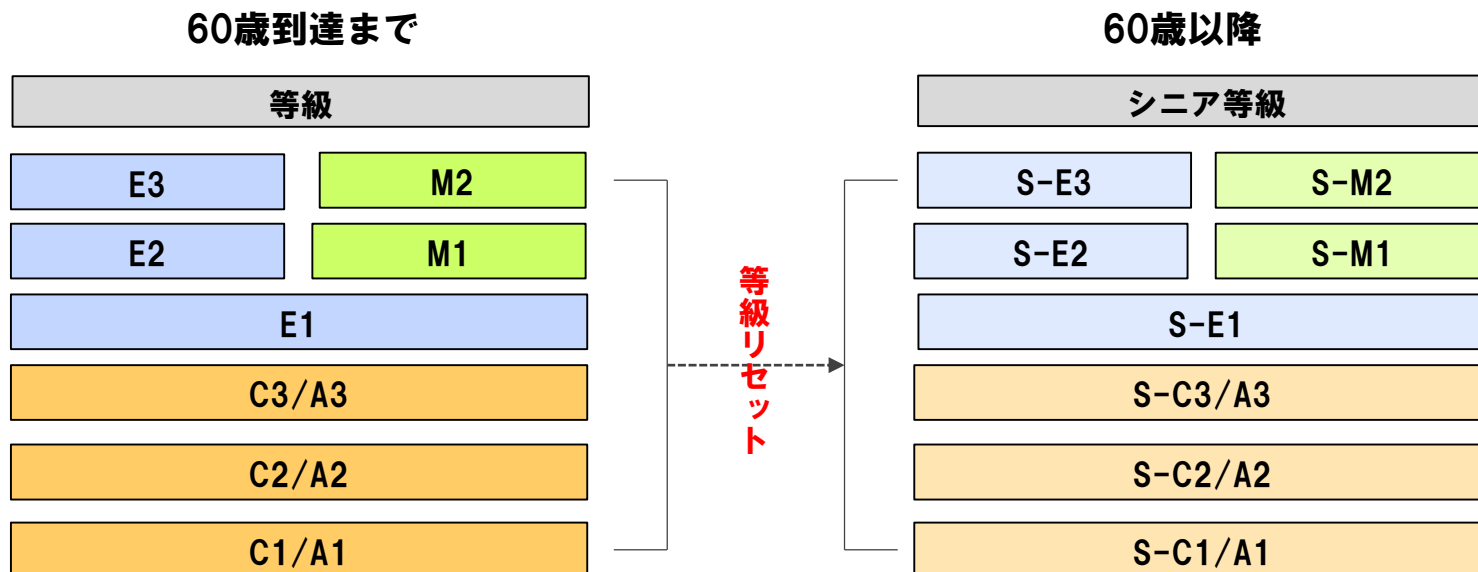 60歳到達まで
60歳以降
等級
シニア等級
E3
M2
S-E3
S-M2
E2
M1
S-E2
S-M1
E1
S-E1
等級リセット
C3/A3
S-C3/A3
C2/A2
S-C2/A2
C1/A1
S-C1/A1